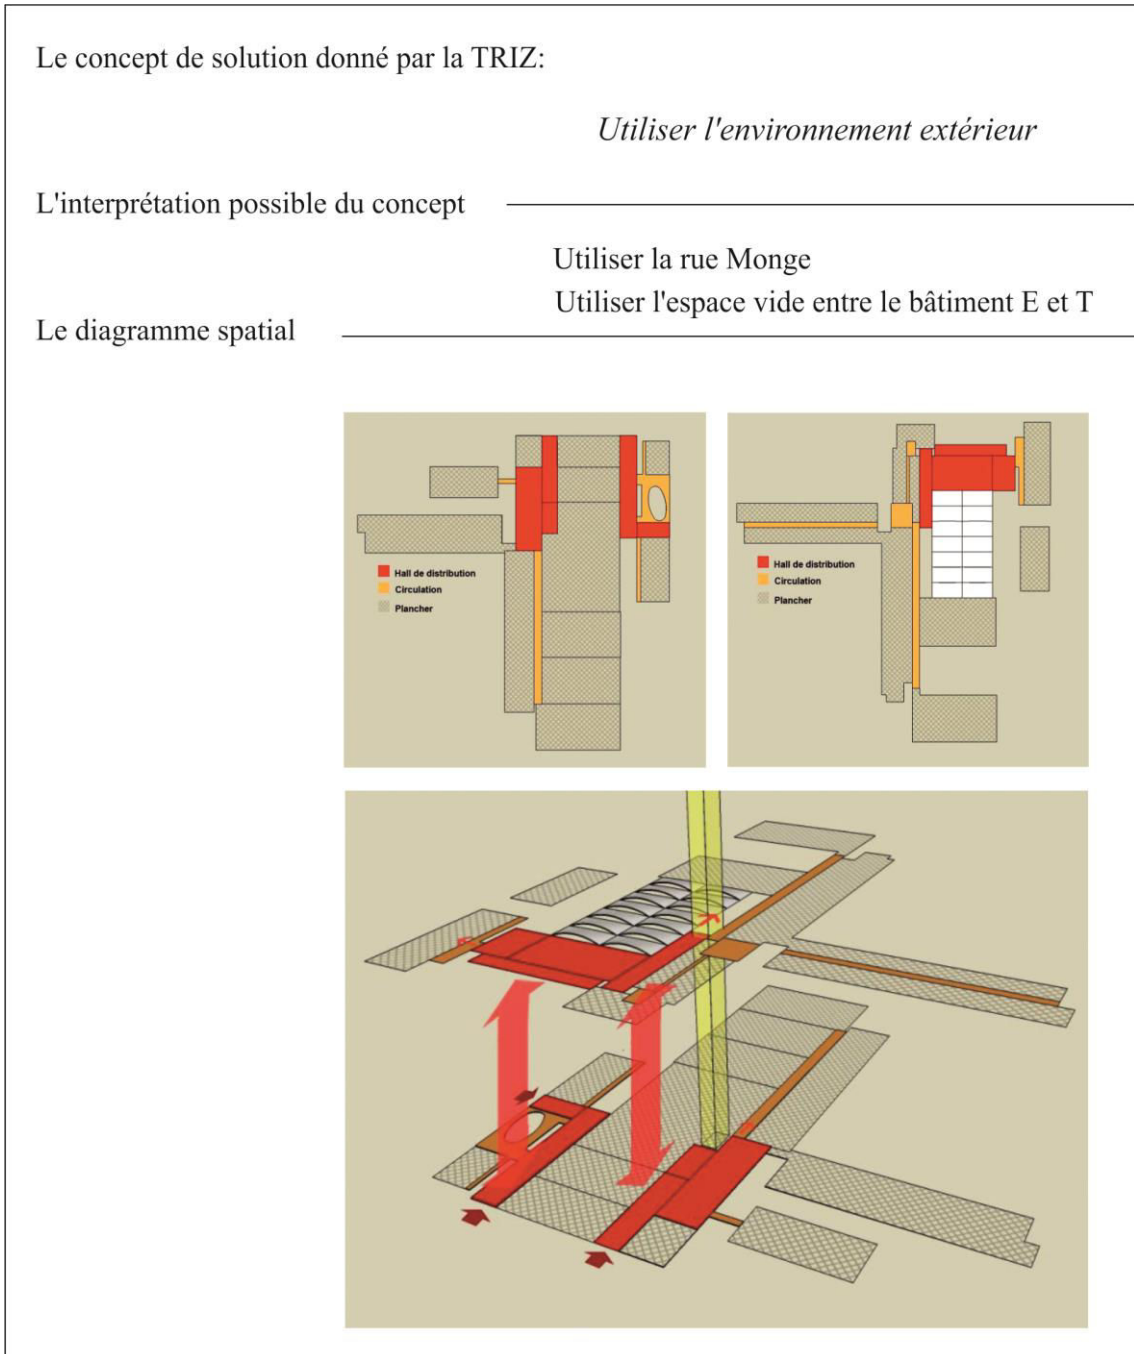 Le concept de solution donné par la TRIZ:
Utiliser l'environnement extérieur
L'interprétation possible du concept
Utiliser la rue Monge
Utiliser l'espace vide entre le bâtiment E et T
Le diagramme spatial
Hall de distribution
Circulation
Plancher
Hall de distribution
Circulation
Plancher